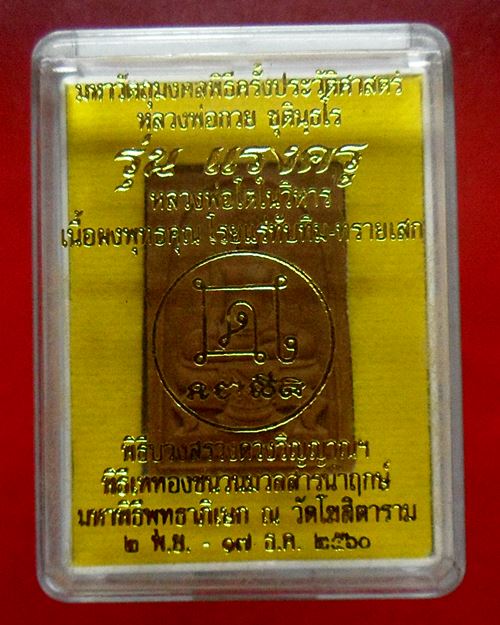 มหาวัตถุมงคลพิธีครั้งประวัติศาสตร์
หลวงพ่อกวย ชุตินฺธโร
รุ่น แรงครู
หลวงพ่อโตในวิหาร
เนื้อผงพุทธคุณ โรยแร่ทับทิม-ทรายเสก
พิธีบวงสรวงดวงวิญญาณฯ
พิธีเททองชนวนมวลสารนำฤกษ์
มหาพิธีพุทธาภิเษก ณ วัดโฆสิตาราม
๒ พ.ย. - ๑๗ ธ.ค. ๒๕๖๐